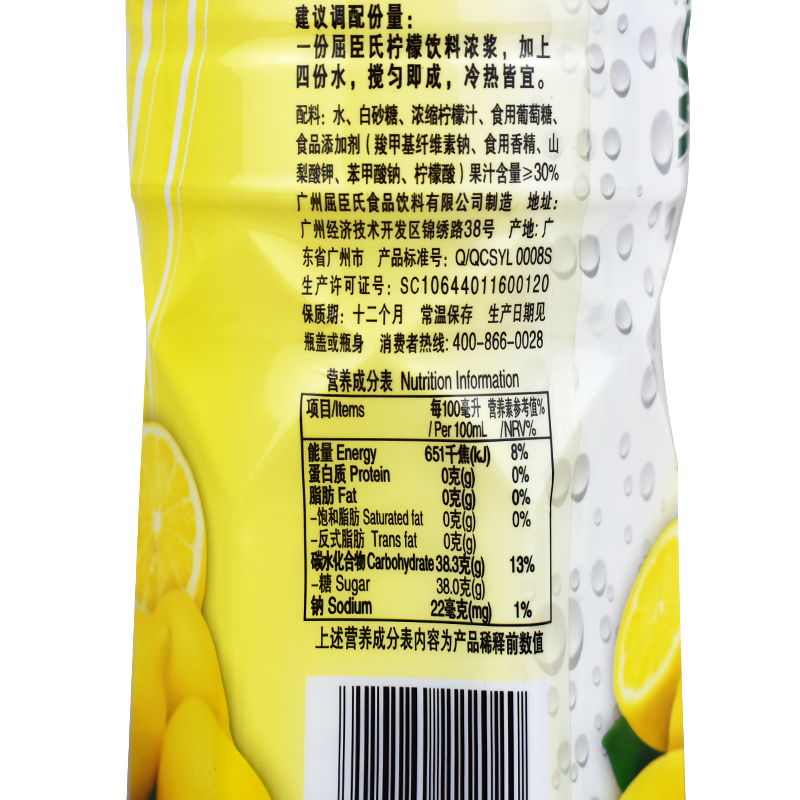 建议调配份量：
一份屈臣氏柠檬饮料浓浆，加上
四份水，搅匀即成，冷热皆宜。
配料：水、白砂糖、浓缩柠檬汁、食用葡萄糖、
食品添加剂（羧甲基纤维素钠、食用香精、山
梨酸钾、苯甲酸钠、柠檬酸）果汁含量≥30%
广州屈臣氏食品饮料有限公司制造 地址：
广州经济技术开发区锦绣路38号 产地：广
东省广州市 产品标准号：Q/QCSYL 0008S
生产许可证号：SC10644011600120
保质期：十二个月 常温保存 生产日期见
瓶盖或瓶身 消费者热线：400-866-0028
营养成分表 Nutrition Information
项目/Items 每100毫升 营养素参考值%
/ Per 100mL /NRV%
能量 Energy 651千焦(kJ) 8%
蛋白质 Protein 0克(g) 0%
脂肪 Fat 0克(g) 0%
-饱和脂肪 Saturated fat 0克(g) 0%
-反式脂肪 Trans fat 0克(g)
碳水化合物 Carbohydrate 38.3克(g) 13%
-糖 Sugar 38.0克(g)
钠 Sodium 22毫克(mg) 1%
上述营养成分表内容为产品稀释前数值